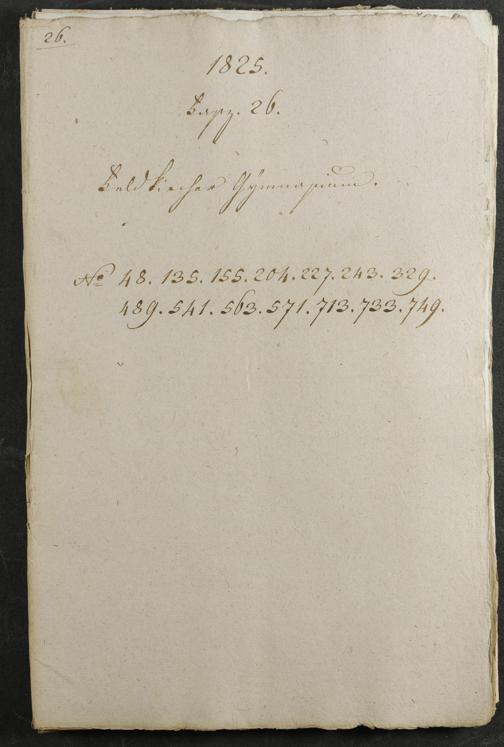 26.
1825.
Fasz. 26.
Feldkircher Gymnasium.
No 48. 135. 155. 204. 227. 243. 329.
489. 541. 563. 571. 713. 733. 749.